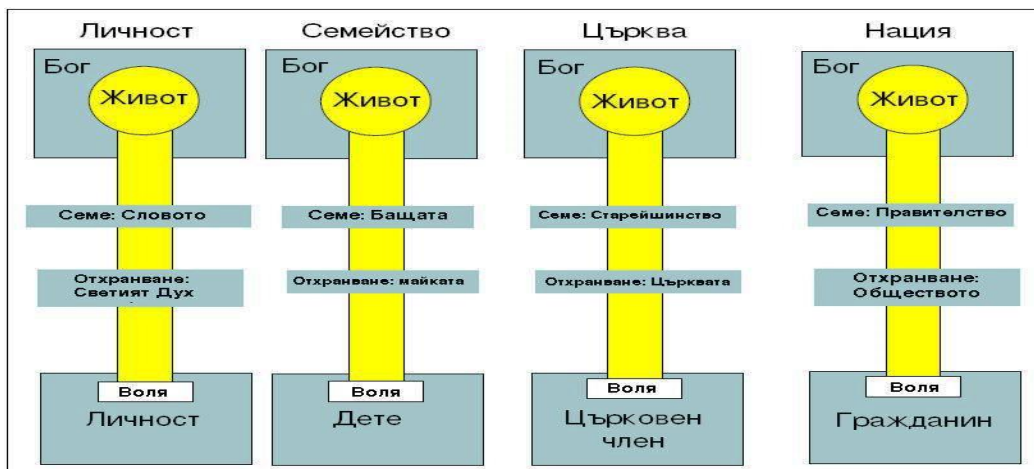 Личност
Бог
Живот
Семе: Словото
Отхранване:
Светият Дух
Воля
Личност
Семейство
Бог
Живот
Семе: Бащата
Отхранване: майката
Воля
Дете
Църква
Бог
Живот
Семе: Старейшинство
Отхранване: Църквата
Воля
Църковен
член
Нация
Бог
Живот
Семе: Правителство
Отхранване:
Обществото
Воля
Гражданин